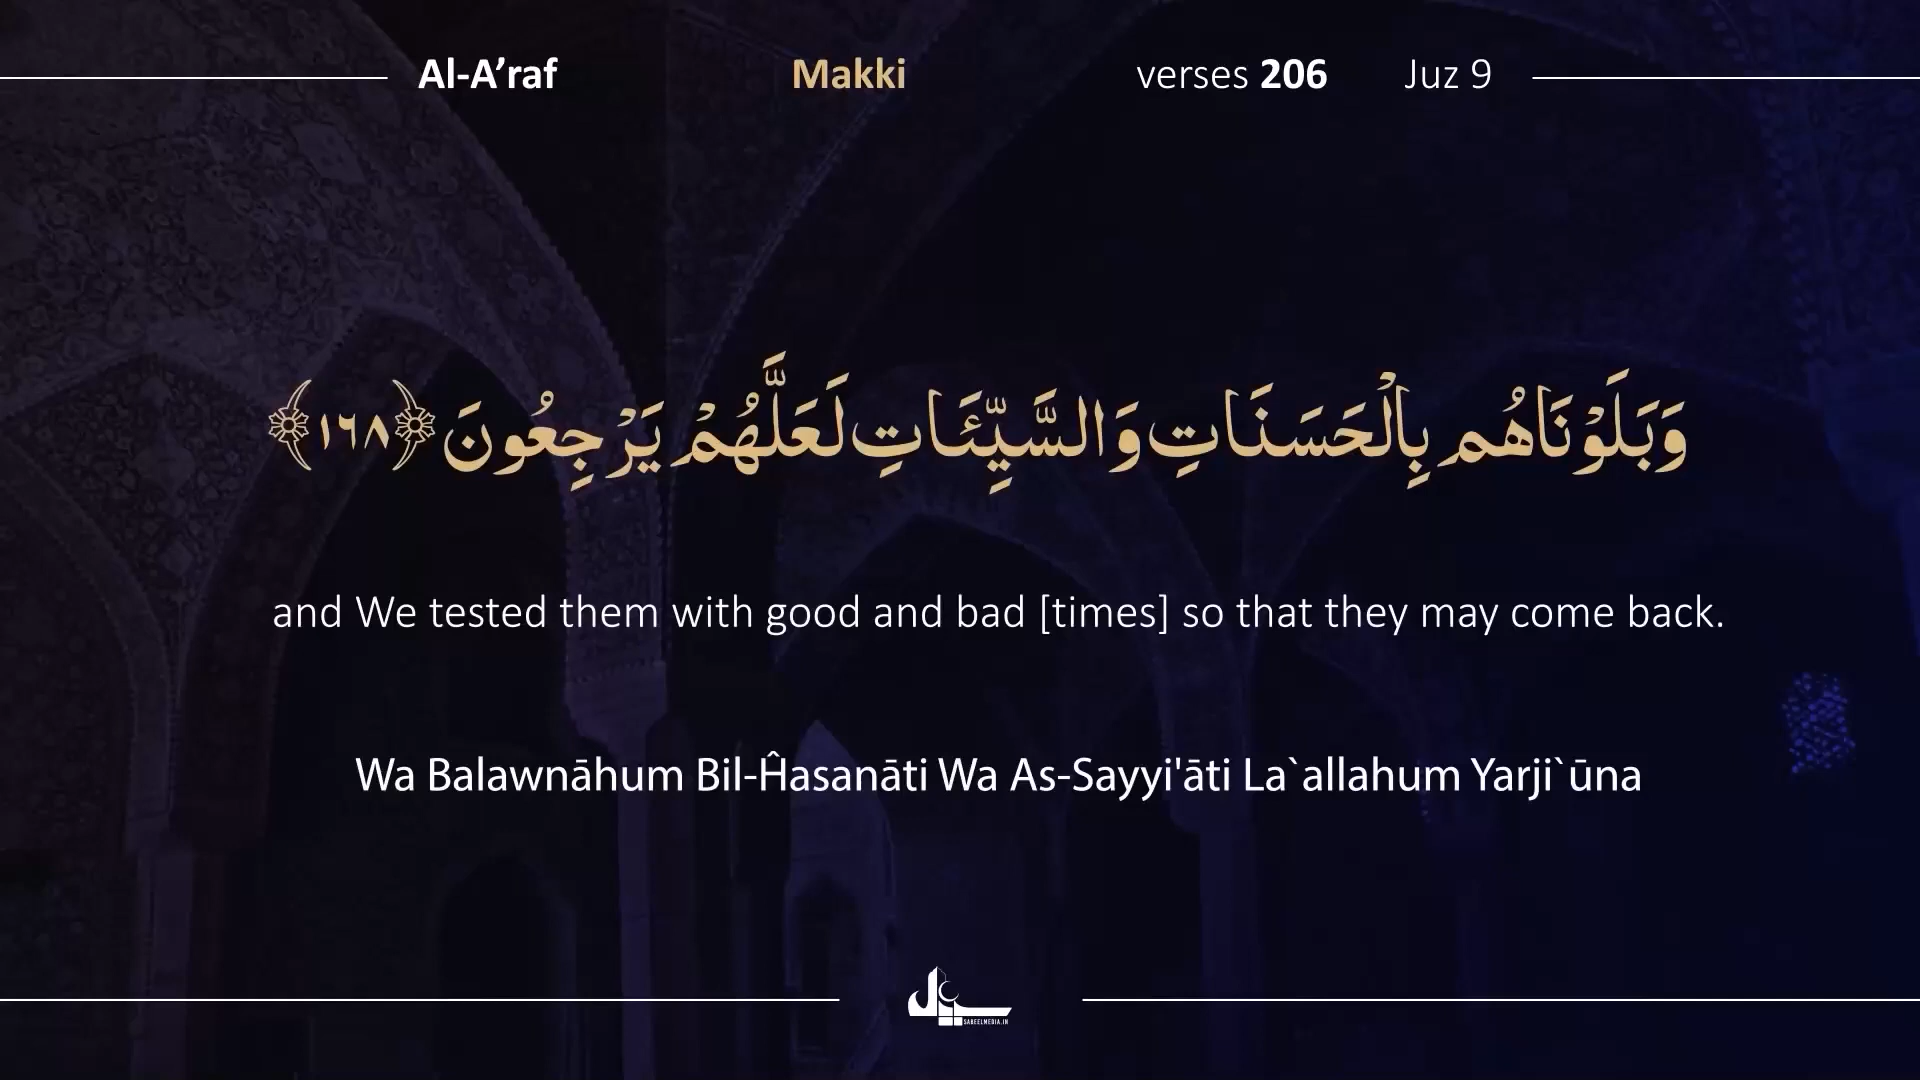 Al-A’raf Makki verses 206 Juz 9
وَبَلَوْنَاهُم بِالْحَسَنَاتِ وَالسَّيِّئَاتِ لَعَلَّهُمْ يَرْجِعُونَ ﴿١٦٨﴾
and We tested them with good and bad [times] so that they may come back.
Wa Balawnāhum Bil-Ĥasanāti Wa As-Sayyi'āti La`allahum Yarji`ūna
SABEELMEDIA.IN